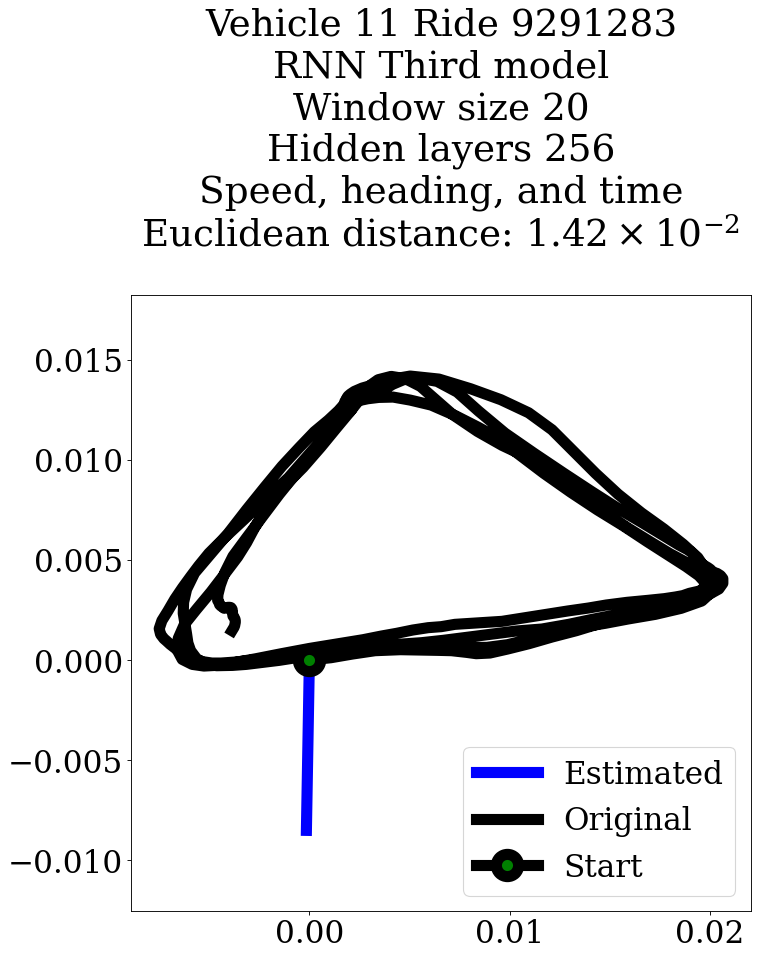 Vehicle 11 Ride 9291283
RNN Third model
Window size 20
Hidden layers 256
Speed, heading, and time
Euclidean distance: 1.42 × 10⁻²
0.015
0.010
0.005
0.000
−0.005
−0.010
0.00 0.01 0.02
Estimated
Original
Start